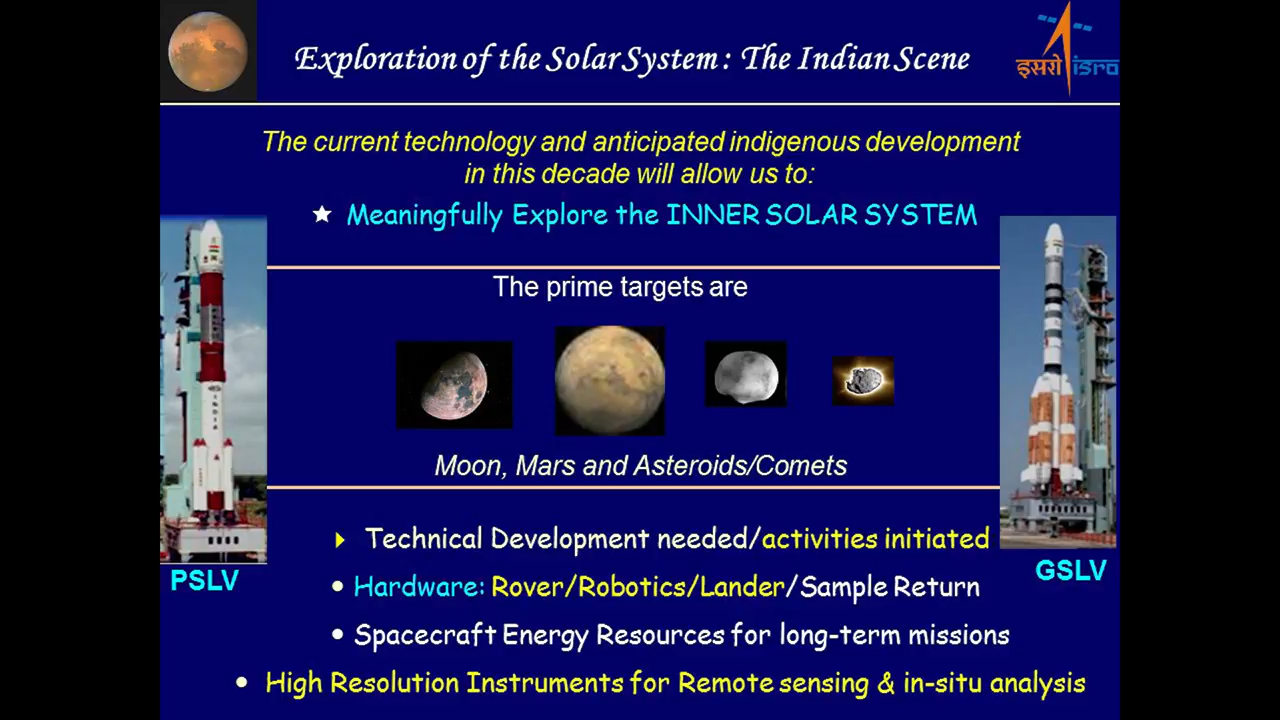 Exploration of the Solar System : The Indian Scene
इसरो isro
The current technology and anticipated indigenous development
in this decade will allow us to:
★ Meaningfully Explore the INNER SOLAR SYSTEM
The prime targets are
Moon, Mars and Asteroids/Comets
INDIA
Technical Development needed/activities initiated
PSLV
GSLV
• Hardware: Rover/Robotics/Lander/Sample Return
• Spacecraft Energy Resources for long-term missions
• High Resolution Instruments for Remote sensing & in-situ analysis